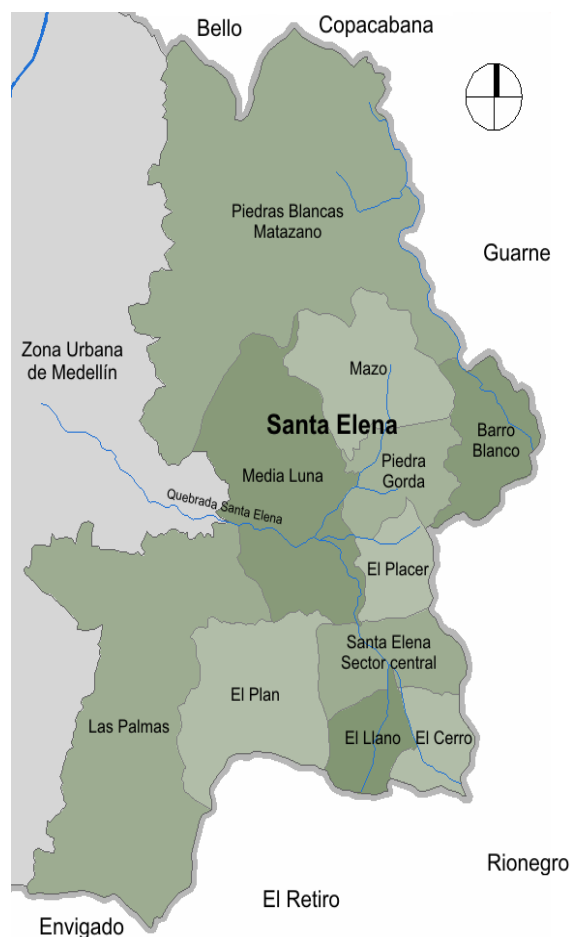 Bello
Copacabana
Piedras Blancas
Matazano
Guarne
Zona Urbana
de Medellín
Mazo
Santa Elena
Barro
Blanco
Piedra
Gorda
Media Luna
Quebrada Santa Elena
El Placer
Santa Elena
Sector central
El Plan
Las Palmas
El Llano
El Cerro
Rionegro
El Retiro
Envigado